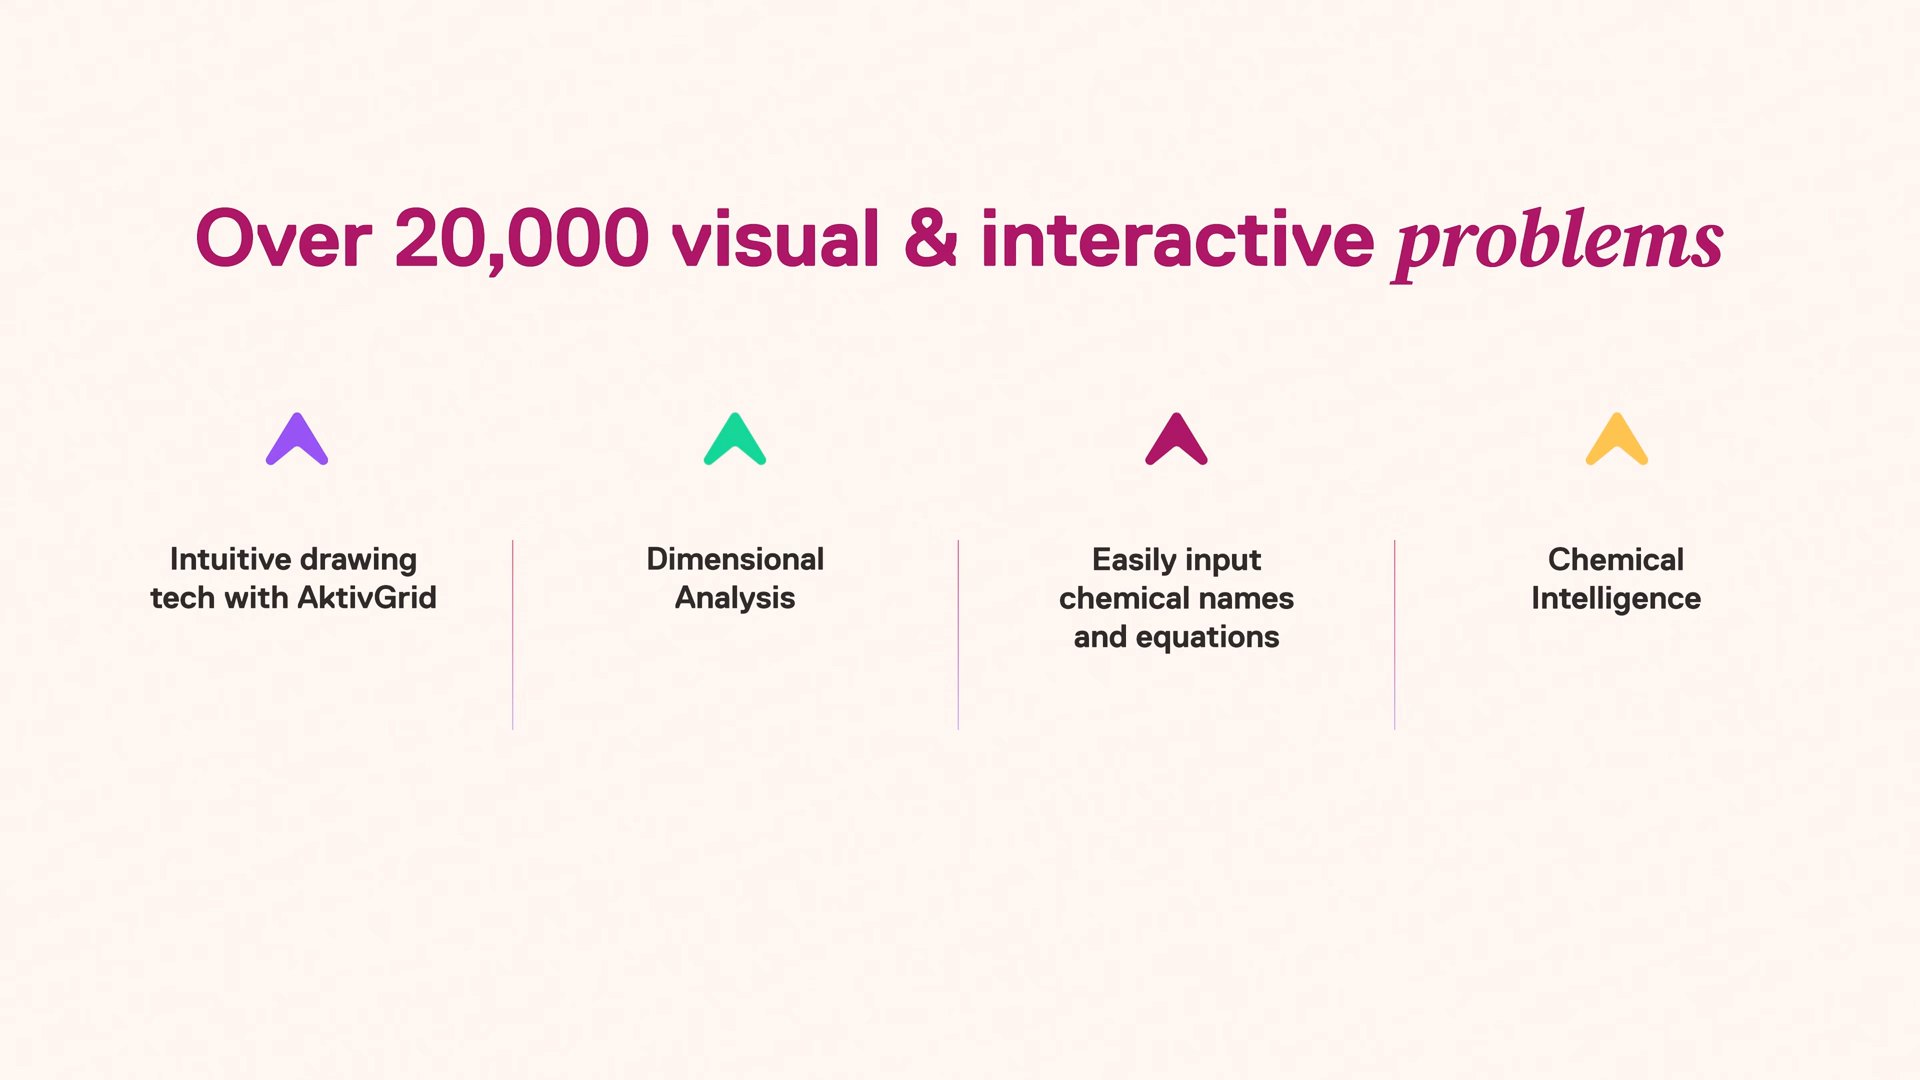 Over 20,000 visual & interactive problems
Intuitive drawing
tech with AktivGrid
Dimensional
Analysis
Easily input
chemical names
and equations
Chemical
Intelligence